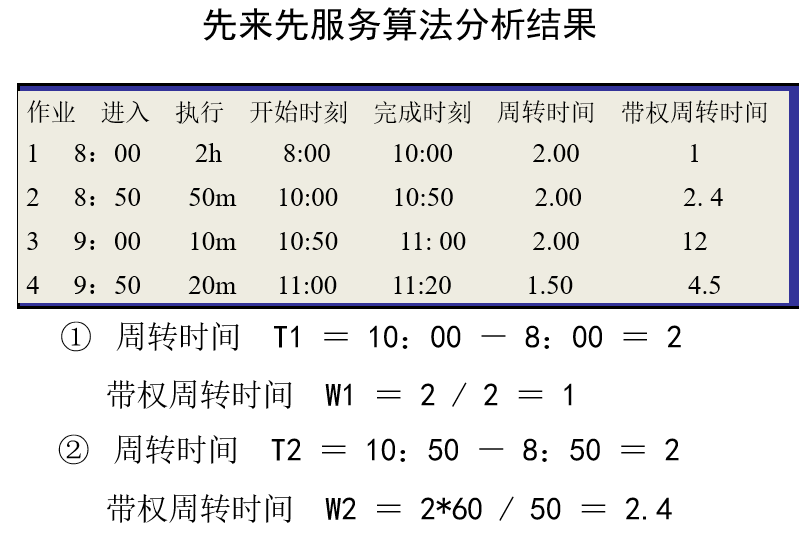 先来先服务算法分析结果
作业 进入 执行 开始时刻 完成时刻 周转时间 带权周转时间
1 8：00 2h 8:00 10:00 2.00 1
2 8：50 50m 10:00 10:50 2.00 2. 4
3 9：00 10m 10:50 11: 00 2.00 12
4 9：50 20m 11:00 11:20 1.50 4.5
① 周转时间 T1 ＝ 10：00 － 8：00 ＝ 2
带权周转时间 W1 ＝ 2 / 2 ＝ 1
② 周转时间 T2 ＝ 10：50 － 8：50 ＝ 2
带权周转时间 W2 ＝ 2*60 / 50 ＝ 2.4